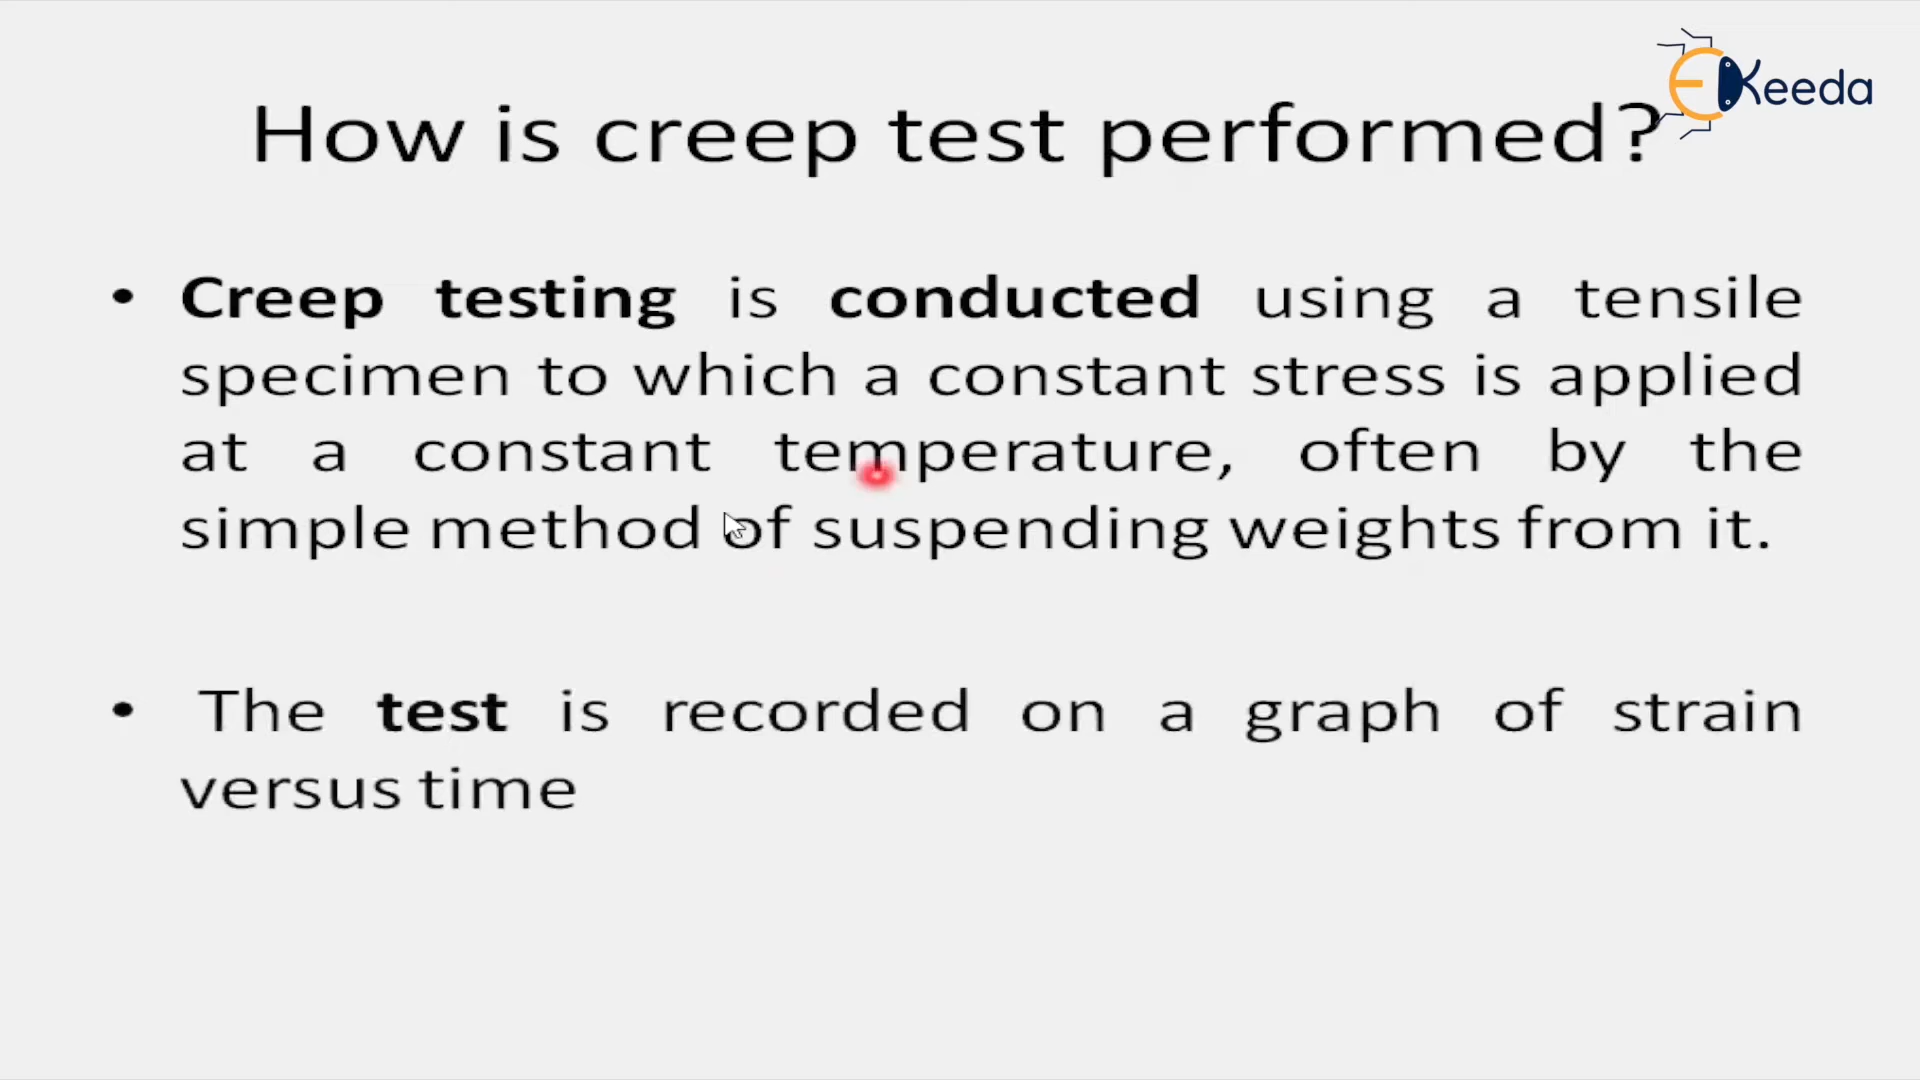 EKeeda
How is creep test performed?
• Creep testing is conducted using a tensile
specimen to which a constant stress is applied
at a constant temperature, often by the
simple method of suspending weights from it.
• The test is recorded on a graph of strain
versus time